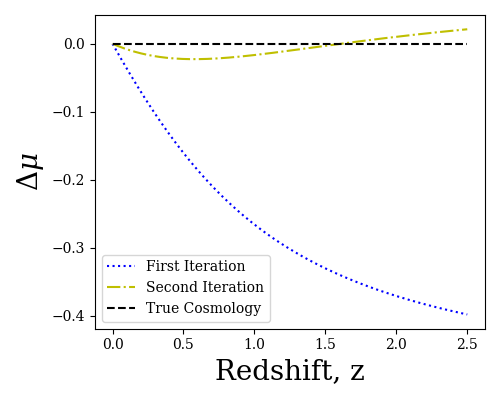 0.0
−0.1
−0.2
−0.3
−0.4
Δμ
First Iteration
Second Iteration
True Cosmology
0.0 0.5 1.0 1.5 2.0 2.5
Redshift, z